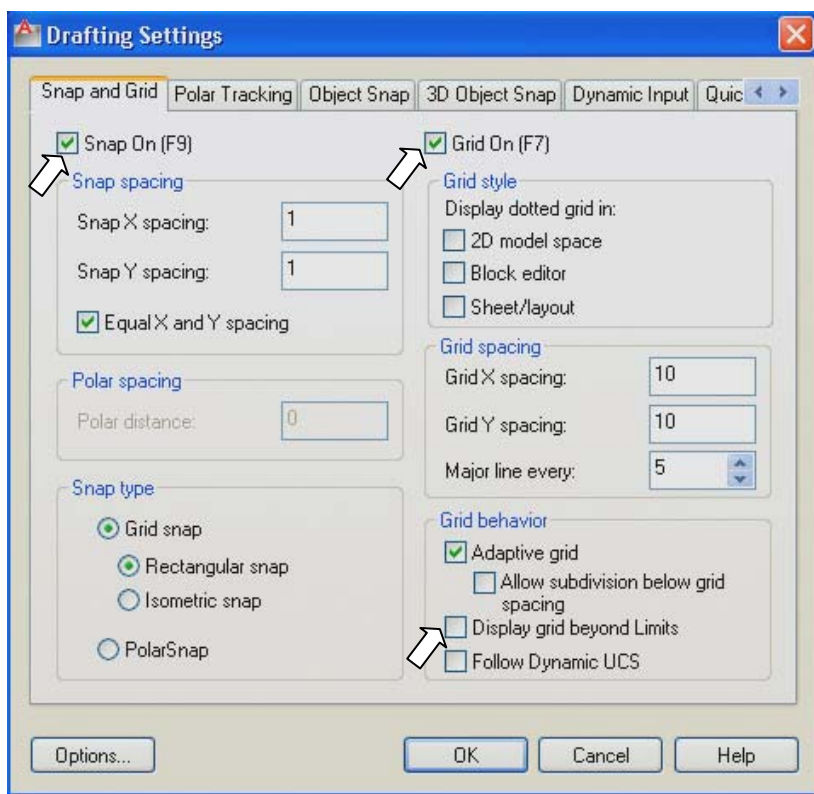 Drafting Settings
Snap and Grid Polar Tracking Object Snap 3D Object Snap Dynamic Input Quic
Snap On (F9)
Snap spacing
Snap X spacing: 1
Snap Y spacing: 1
Equal X and Y spacing
Polar spacing
Polar distance: 0
Snap type
Grid snap
Rectangular snap
Isometric snap
PolarSnap
Grid On (F7)
Grid style
Display dotted grid in:
2D model space
Block editor
Sheet/layout
Grid spacing
Grid X spacing: 10
Grid Y spacing: 10
Major line every: 5
Grid behavior
Adaptive grid
Allow subdivision below grid
spacing
Display grid beyond Limits
Follow Dynamic UCS
Options... OK Cancel Help